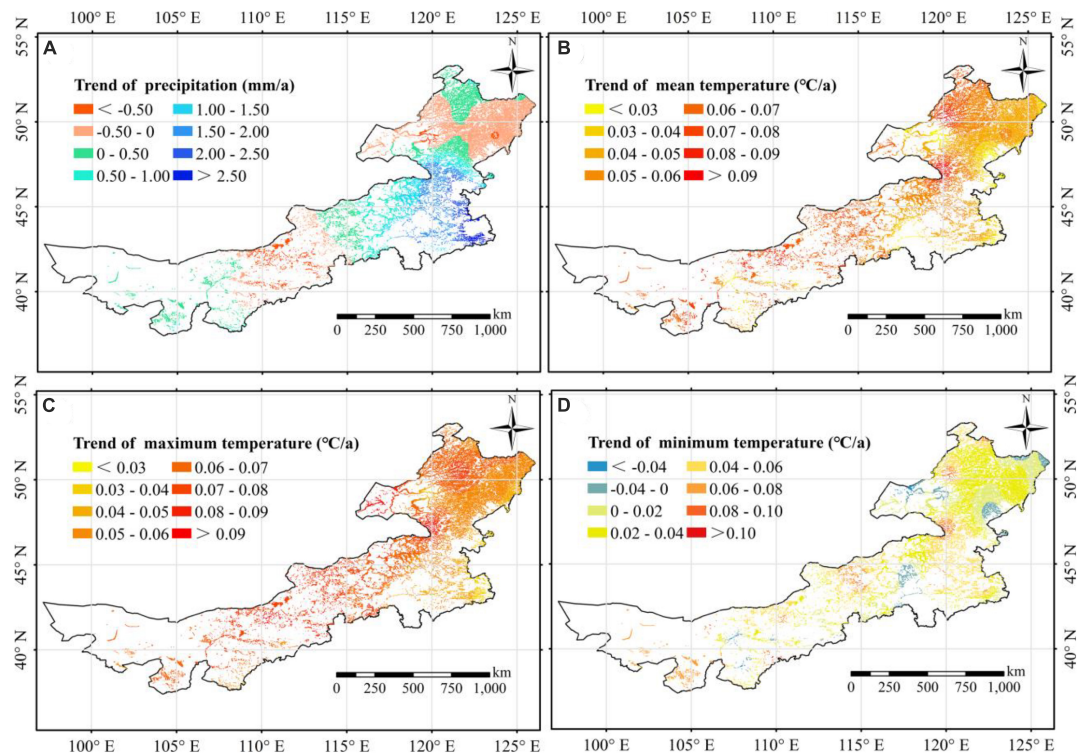 100° E 105° E 110° E 115° E 120° E 125° E 100° E 105° E 110° E 115° E 120° E 125° E
55° N
50° N
45° N
40° N
A
N
Trend of precipitation (mm/a)
< -0.50 1.00 - 1.50
-0.50 - 0 1.50 - 2.00
0 - 0.50 2.00 - 2.50
0.50 - 1.00 > 2.50
km
0 250 500 750 1,000
B
N
Trend of mean temperature (°C/a)
< 0.03 0.06 - 0.07
0.03 - 0.04 0.07 - 0.08
0.04 - 0.05 0.08 - 0.09
0.05 - 0.06 > 0.09
km
0 250 500 750 1,000
55° N
50° N
45° N
40° N
55° N
50° N
45° N
40° N
C
N
Trend of maximum temperature (°C/a)
< 0.03 0.06 - 0.07
0.03 - 0.04 0.07 - 0.08
0.04 - 0.05 0.08 - 0.09
0.05 - 0.06 > 0.09
km
0 250 500 750 1,000
D
N
Trend of minimum temperature (°C/a)
< -0.04 0.04 - 0.06
-0.04 - 0 0.06 - 0.08
0 - 0.02 0.08 - 0.10
0.02 - 0.04 >0.10
km
0 250 500 750 1,000
55° N
50° N
45° N
40° N
100° E 105° E 110° E 115° E 120° E 125° E 100° E 105° E 110° E 115° E 120° E 125° E